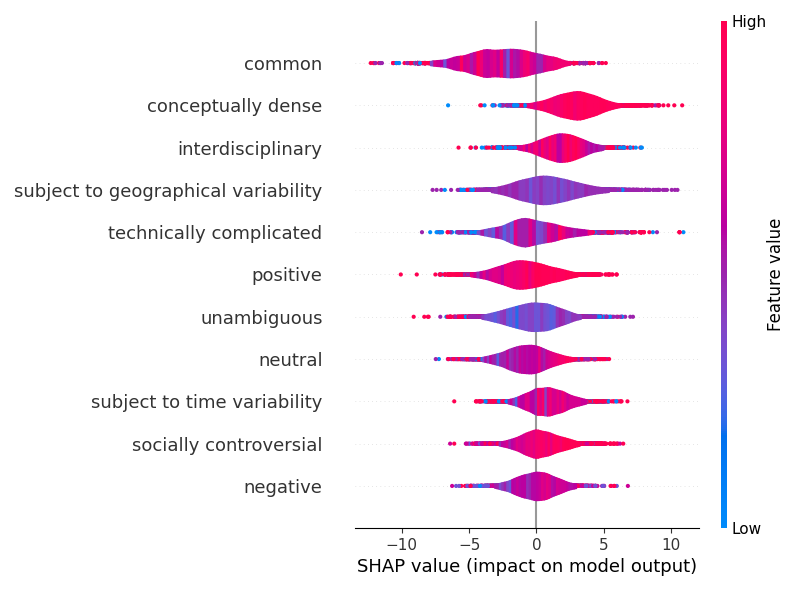 High
common
conceptually dense
interdisciplinary
subject to geographical variability
technically complicated
positive
unambiguous
neutral
subject to time variability
socially controversial
negative
Feature value
Low
−10 −5 0 5 10
SHAP value (impact on model output)